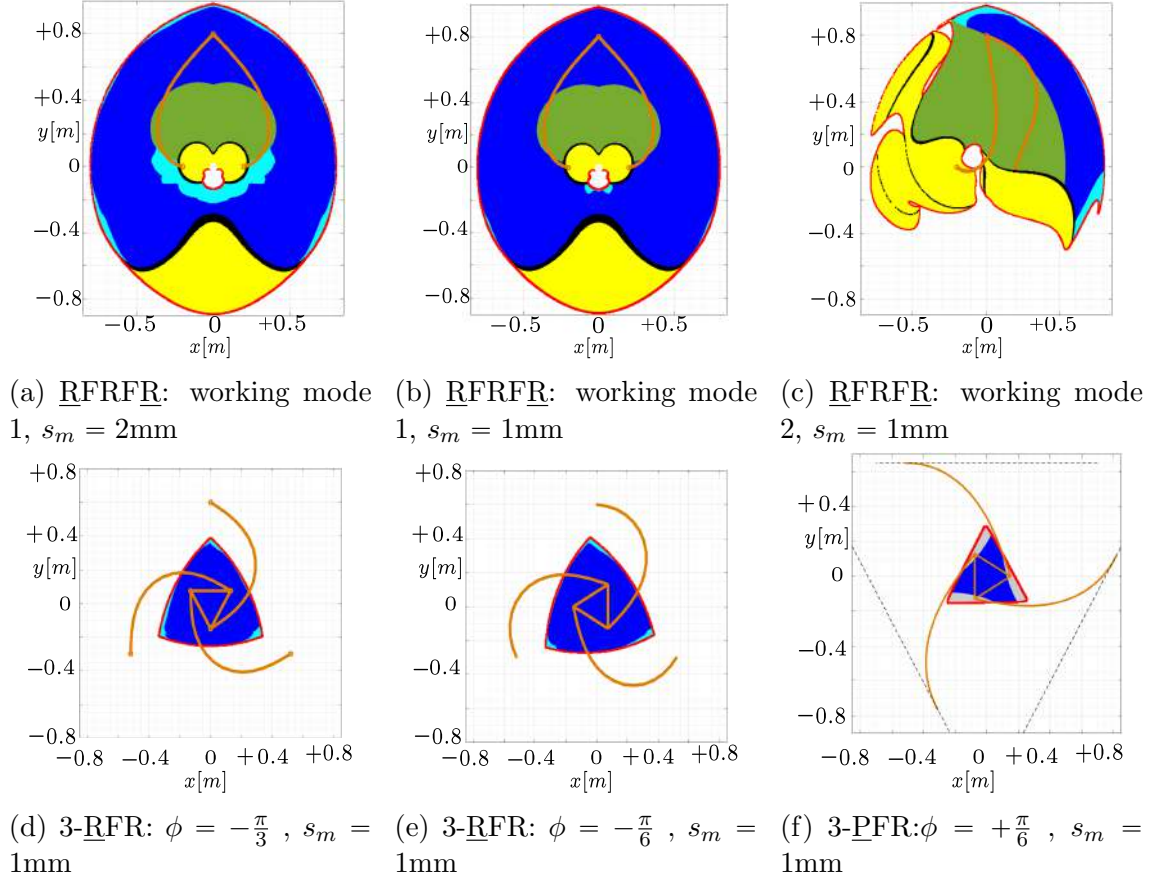 +0.8
+0.4
y[m]
0
−0.4
−0.8
−0.5
0
+0.5
x[m]
+0.8
+0.4
y[m]
0
−0.4
−0.8
−0.5
0
+0.5
x[m]
+0.8
+0.4
y[m]
0
−0.4
−0.8
−0.5
0
+0.5
x[m]
(a) RFRFR: working mode
1, s_m = 2mm
(b) RFRFR: working mode
1, s_m = 1mm
(c) RFRFR: working mode
2, s_m = 1mm
+0.8
+0.4
y[m]
0
−0.4
−0.8
−0.8 −0.4 0 +0.4 +0.8
x[m]
+0.8
+0.4
y[m]
0
−0.4
−0.8
−0.8 −0.4 0 +0.4 +0.8
x[m]
+0.4
y[m]
0
−0.4
−0.8
−0.8 −0.4 0 +0.4 +0.8
x[m]
(d) 3-RFR: ϕ = −π/3 , s_m =
1mm
(e) 3-RFR: ϕ = −π/6 , s_m =
1mm
(f) 3-PFR:ϕ = +π/6 , s_m =
1mm